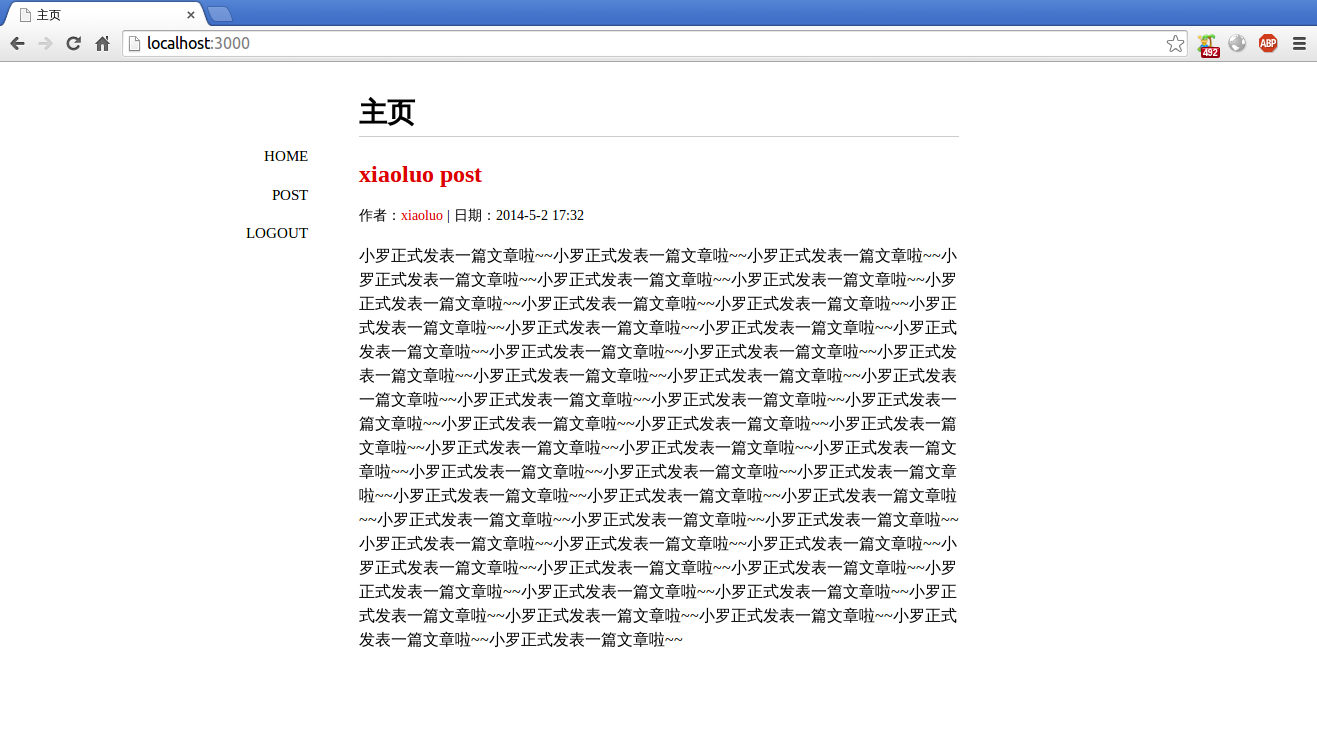 主页
localhost:3000
492
ABP
主页
HOME
POST
LOGOUT
xiaoluo post
作者：xiaoluo | 日期：2014-5-2 17:32
小罗正式发表一篇文章啦~~小罗正式发表一篇文章啦~~小罗正式发表一篇文章啦~~小
罗正式发表一篇文章啦~~小罗正式发表一篇文章啦~~小罗正式发表一篇文章啦~~小罗
正式发表一篇文章啦~~小罗正式发表一篇文章啦~~小罗正式发表一篇文章啦~~小罗正
式发表一篇文章啦~~小罗正式发表一篇文章啦~~小罗正式发表一篇文章啦~~小罗正式
发表一篇文章啦~~小罗正式发表一篇文章啦~~小罗正式发表一篇文章啦~~小罗正式发
表一篇文章啦~~小罗正式发表一篇文章啦~~小罗正式发表一篇文章啦~~小罗正式发表
一篇文章啦~~小罗正式发表一篇文章啦~~小罗正式发表一篇文章啦~~小罗正式发表一
篇文章啦~~小罗正式发表一篇文章啦~~小罗正式发表一篇文章啦~~小罗正式发表一篇
文章啦~~小罗正式发表一篇文章啦~~小罗正式发表一篇文章啦~~小罗正式发表一篇文
章啦~~小罗正式发表一篇文章啦~~小罗正式发表一篇文章啦~~小罗正式发表一篇文章
啦~~小罗正式发表一篇文章啦~~小罗正式发表一篇文章啦~~小罗正式发表一篇文章啦
~~小罗正式发表一篇文章啦~~小罗正式发表一篇文章啦~~小罗正式发表一篇文章啦~~
小罗正式发表一篇文章啦~~小罗正式发表一篇文章啦~~小罗正式发表一篇文章啦~~小
罗正式发表一篇文章啦~~小罗正式发表一篇文章啦~~小罗正式发表一篇文章啦~~小罗
正式发表一篇文章啦~~小罗正式发表一篇文章啦~~小罗正式发表一篇文章啦~~小罗正
式发表一篇文章啦~~小罗正式发表一篇文章啦~~小罗正式发表一篇文章啦~~小罗正式
发表一篇文章啦~~小罗正式发表一篇文章啦~~